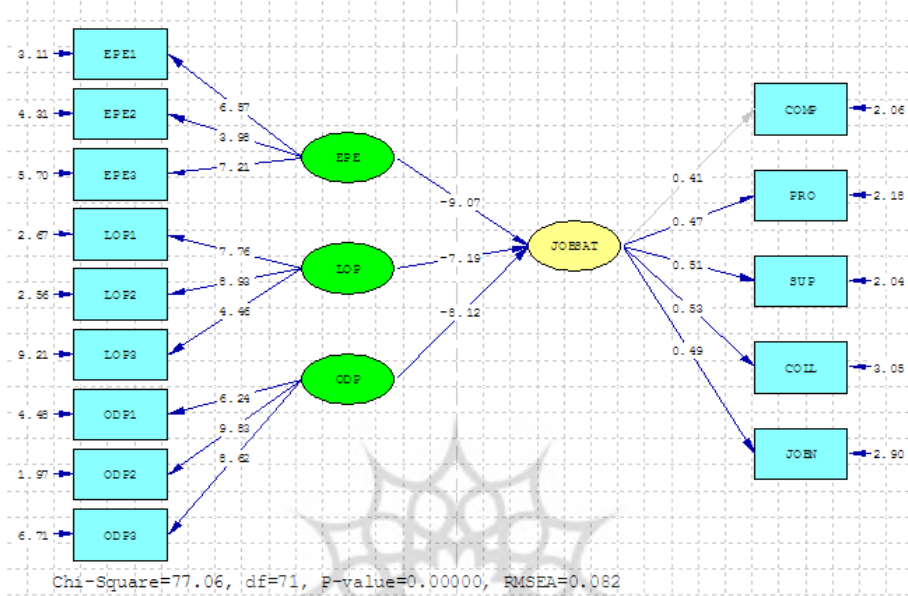 3.11
EPE1
4.31
EPE2
5.70
EPE3
2.67
LOP1
2.56
LOP2
9.21
LOP3
4.48
ODP1
1.97
ODP2
6.71
ODP3
6.57
3.98
7.21
7.76
8.93
4.46
6.24
9.83
8.62
EPE
LOP
ODP
-9.07
-7.19
-8.12
JOBSAT
0.41
0.47
0.51
0.53
0.49
COMP
2.06
PRO
2.18
SUP
2.04
COLL
3.05
JOBN
2.90
Chi-Square=77.06, df=71, P-value=0.00000, RMSEA=0.082